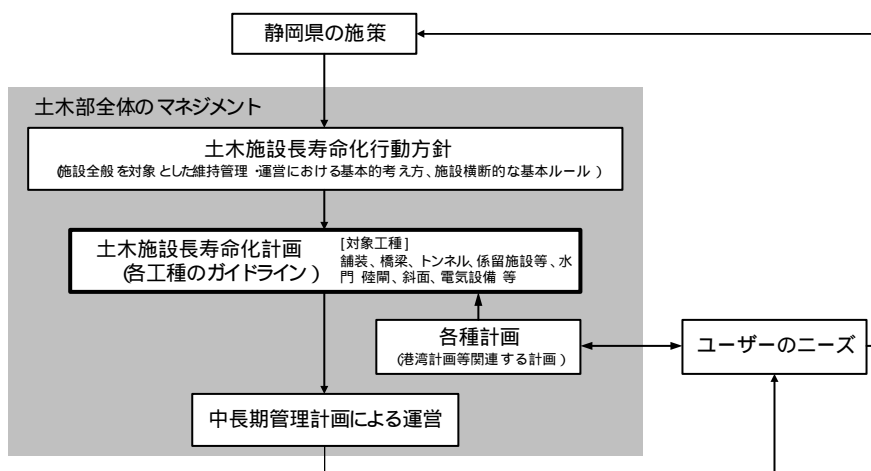 静岡県の施策
土木部全体のマネジメント
土木施設長寿命化行動方針
(施設全般を対象とした維持管理・運営における基本的考え方、施設横断的な基本ルール)
土木施設長寿命化計画
(各工種のガイドライン)
[対象工種]
舗装、橋梁、トンネル、係留施設等、水
門・陸閘、斜面、電気設備 等
各種計画
(港湾計画等関連する計画)
ユーザーのニーズ
中長期管理計画による運営